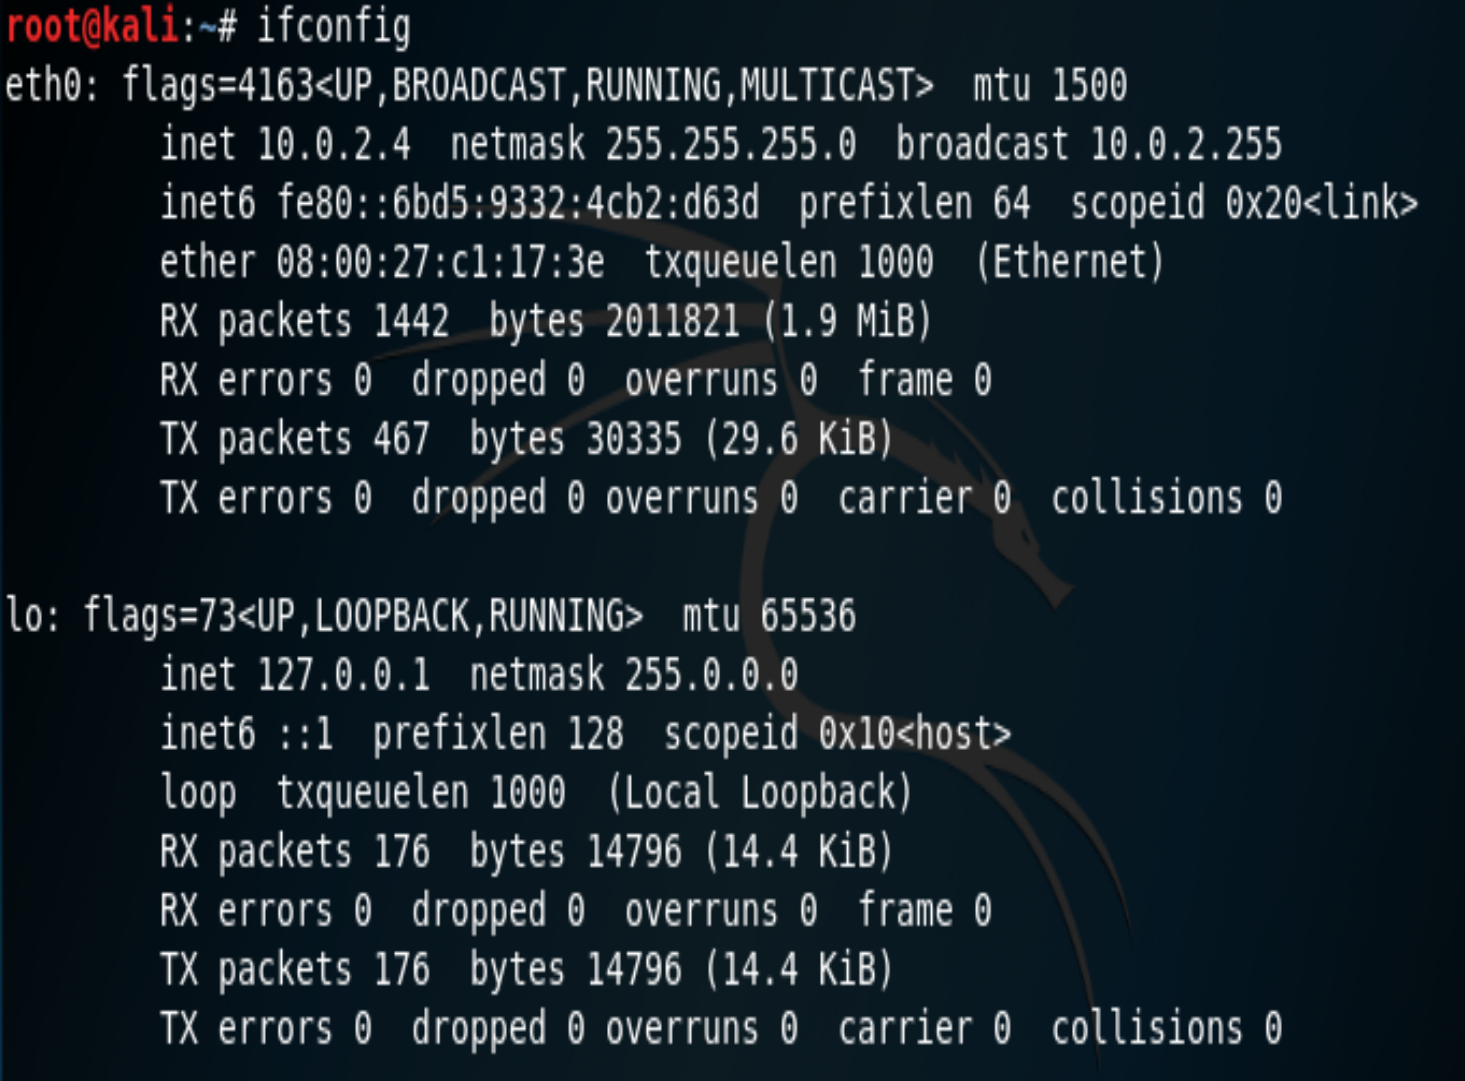 root@kali:~# ifconfig
eth0: flags=4163<UP,BROADCAST,RUNNING,MULTICAST>  mtu 1500
        inet 10.0.2.4  netmask 255.255.255.0  broadcast 10.0.2.255
        inet6 fe80::6bd5:9332:4cb2:d63d  prefixlen 64  scopeid 0x20<link>
        ether 08:00:27:c1:17:3e  txqueuelen 1000  (Ethernet)
        RX packets 1442  bytes 2011821 (1.9 MiB)
        RX errors 0  dropped 0  overruns 0  frame 0
        TX packets 467  bytes 30335 (29.6 KiB)
        TX errors 0  dropped 0 overruns 0  carrier 0  collisions 0

lo: flags=73<UP,LOOPBACK,RUNNING>  mtu 65536
        inet 127.0.0.1  netmask 255.0.0.0
        inet6 ::1  prefixlen 128  scopeid 0x10<host>
        loop  txqueuelen 1000  (Local Loopback)
        RX packets 176  bytes 14796 (14.4 KiB)
        RX errors 0  dropped 0  overruns 0  frame 0
        TX packets 176  bytes 14796 (14.4 KiB)
        TX errors 0  dropped 0 overruns 0  carrier 0  collisions 0